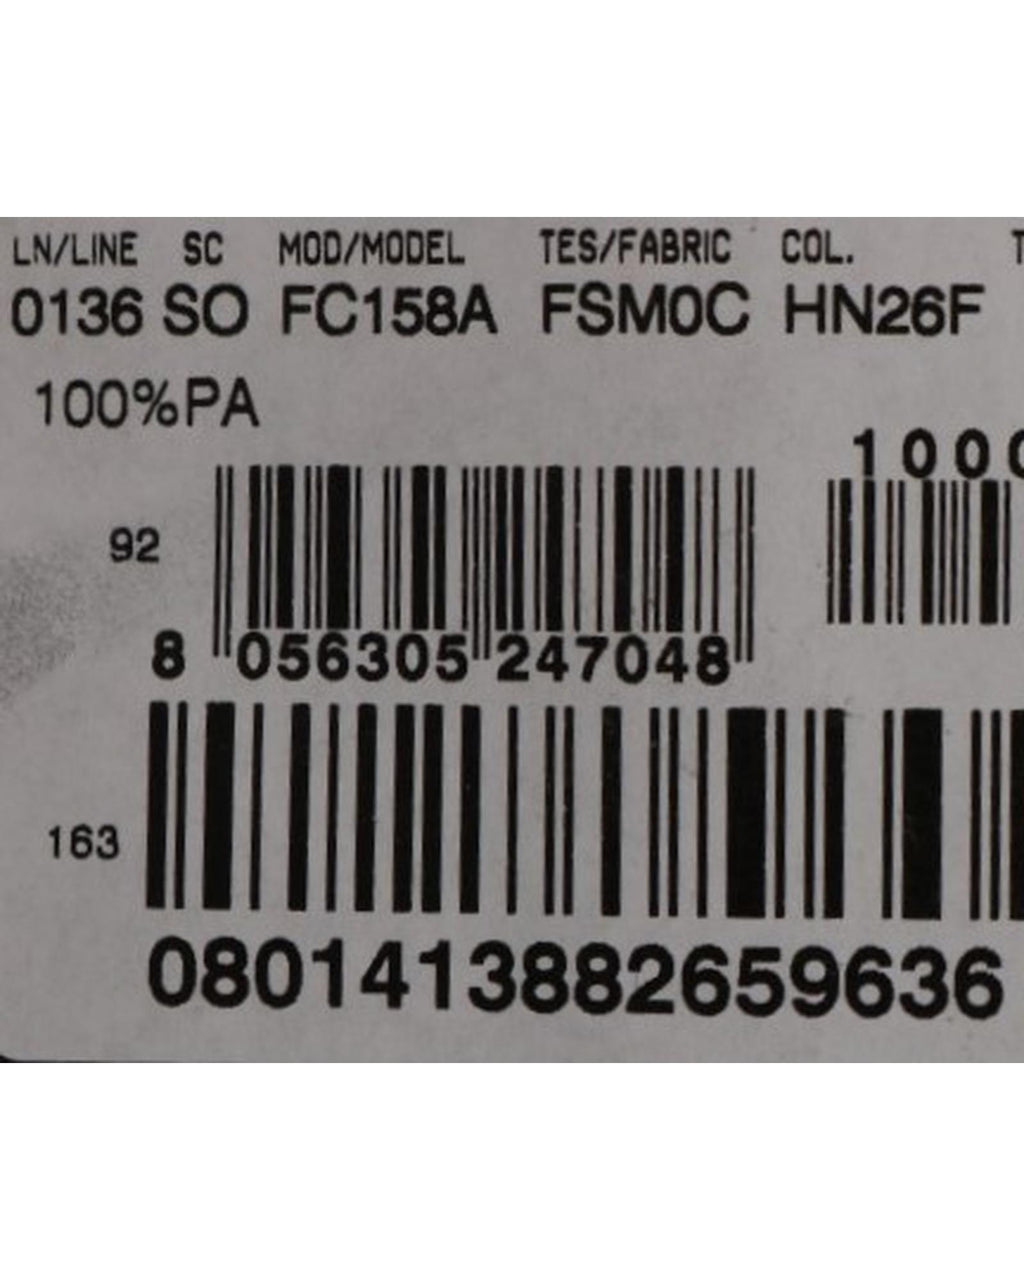 LN/LINE SC MOD/MODEL TES/FABRIC COL. T
0136 SO FC158A FSM0C HN26F
100%PA
1000
92
8 056305 247048
163
0801413882659636